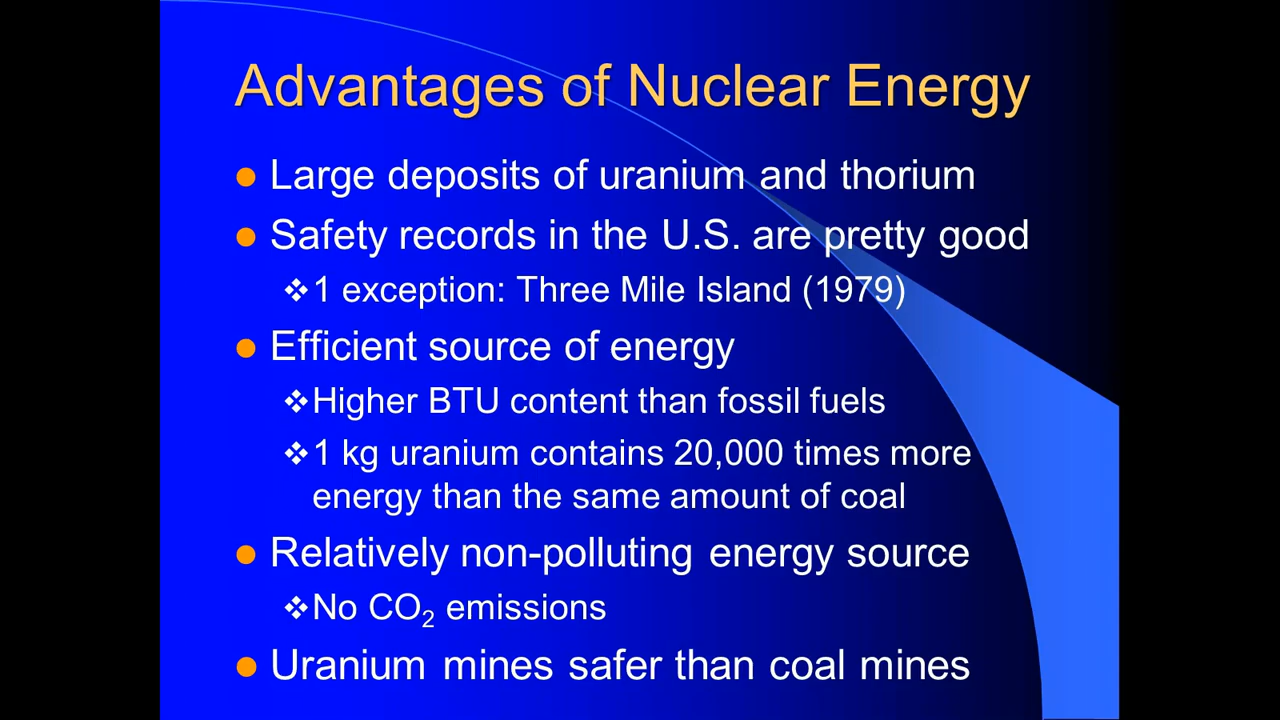 Advantages of Nuclear Energy
● Large deposits of uranium and thorium
● Safety records in the U.S. are pretty good
❖1 exception: Three Mile Island (1979)
● Efficient source of energy
❖Higher BTU content than fossil fuels
❖1 kg uranium contains 20,000 times more
energy than the same amount of coal
● Relatively non-polluting energy source
❖No CO₂ emissions
● Uranium mines safer than coal mines